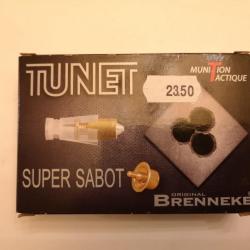 TUNET
MUNITION
TACTIQUE
23.50
SUPER SABOT
ORIGINAL
BRENNEKE